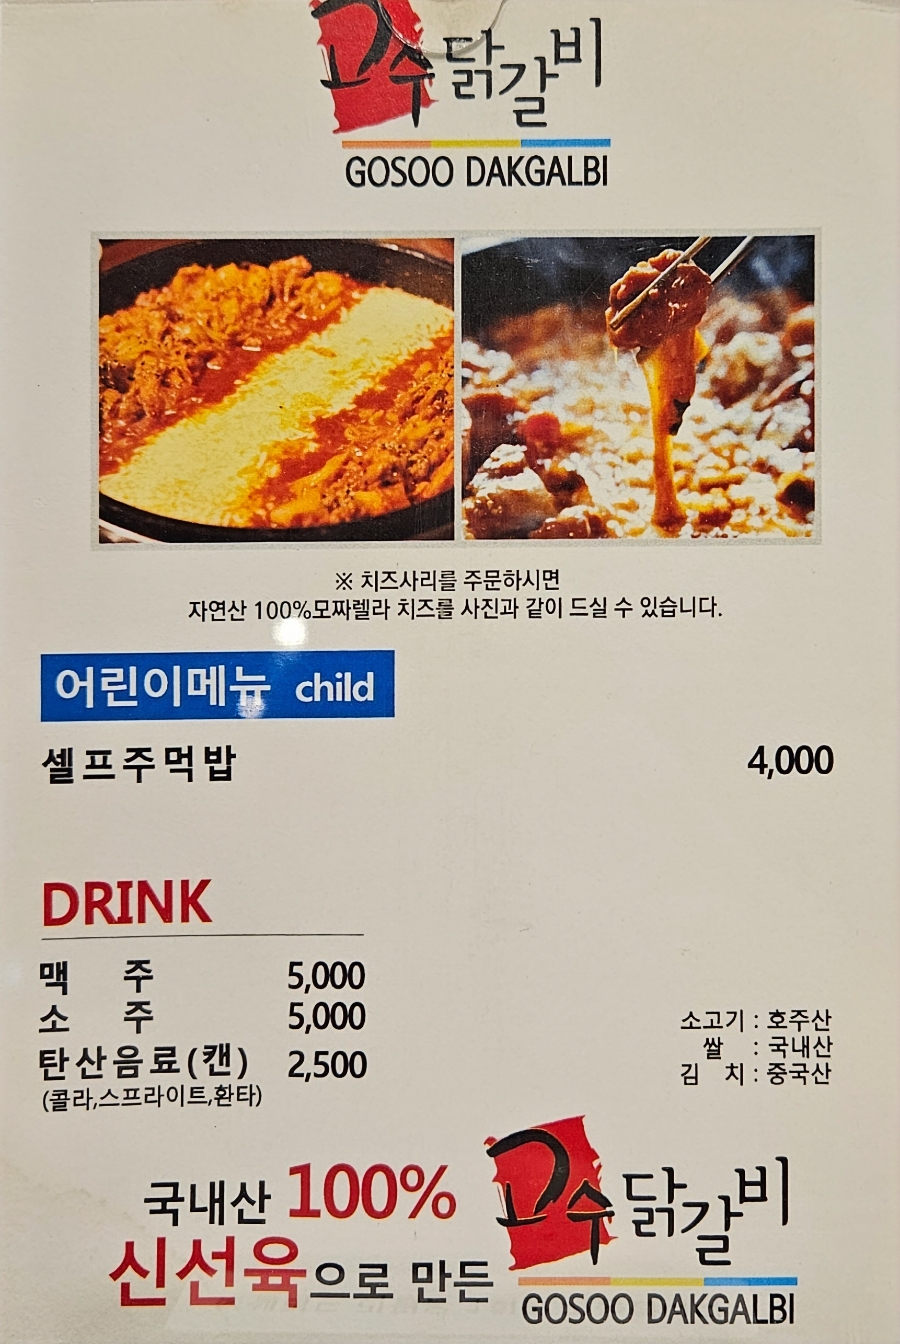 고수닭갈비
GOSOO DAKGALBI
※ 치즈사리를 주문하시면
자연산 100%모짜렐라 치즈를 사진과 같이 드실 수 있습니다.
어린이메뉴 child
셀프주먹밥 4,000
DRINK
맥 주 5,000
소 주 5,000
탄산음료(캔) 2,500
(콜라,스프라이트,환타)
소고기 : 호주산
쌀 : 국내산
김 치 : 중국산
국내산 100%
신선육으로 만든
고수닭갈비
GOSOO DAKGALBI